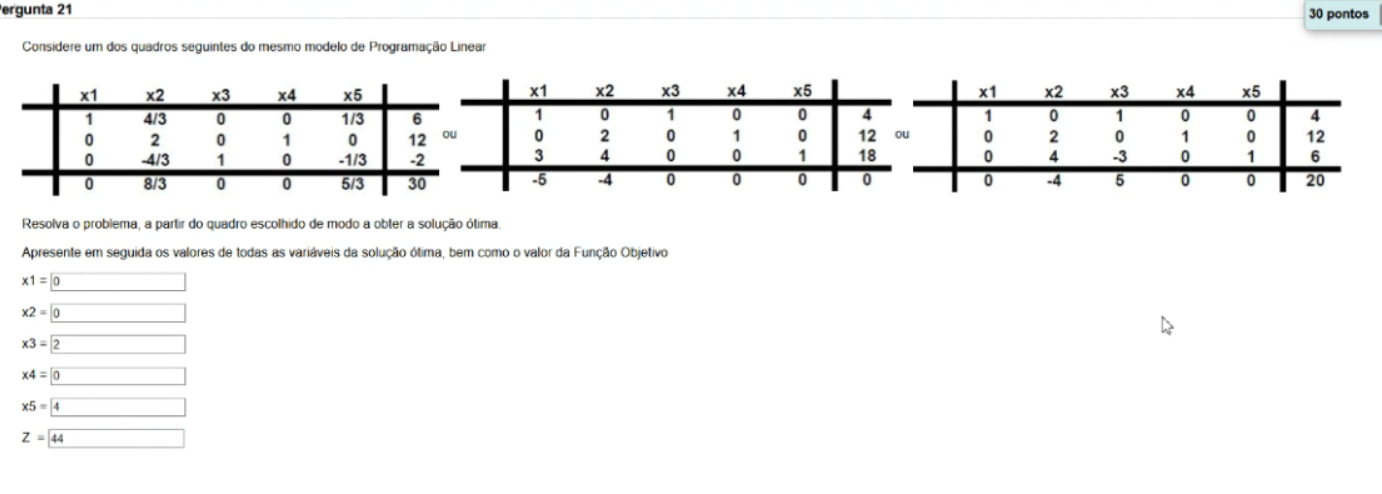 Pergunta 21
30 pontos
Considere um dos quadros seguintes do mesmo modelo de Programação Linear
x1 x2 x3 x4 x5
1 4/3 0 0 1/3 6
0 2 0 1 0 12
0 -4/3 1 0 -1/3 -2
0 8/3 0 0 5/3 30
ou
x1 x2 x3 x4 x5
1 0 1 0 0 4
0 2 0 1 0 12
3 4 0 0 1 18
-5 -4 0 0 0 0
ou
x1 x2 x3 x4 x5
1 0 1 0 0 4
0 2 0 1 0 12
0 4 -3 0 1 6
0 -4 5 0 0 20
Resolva o problema, a partir do quadro escolhido de modo a obter a solução ótima.
Apresente em seguida os valores de todas as variáveis da solução ótima, bem como o valor da Função Objetivo
x1 = 0
x2 = 0
x3 = 2
x4 = 0
x5 = 4
Z = 44